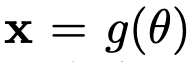 𝐱 = g(θ)